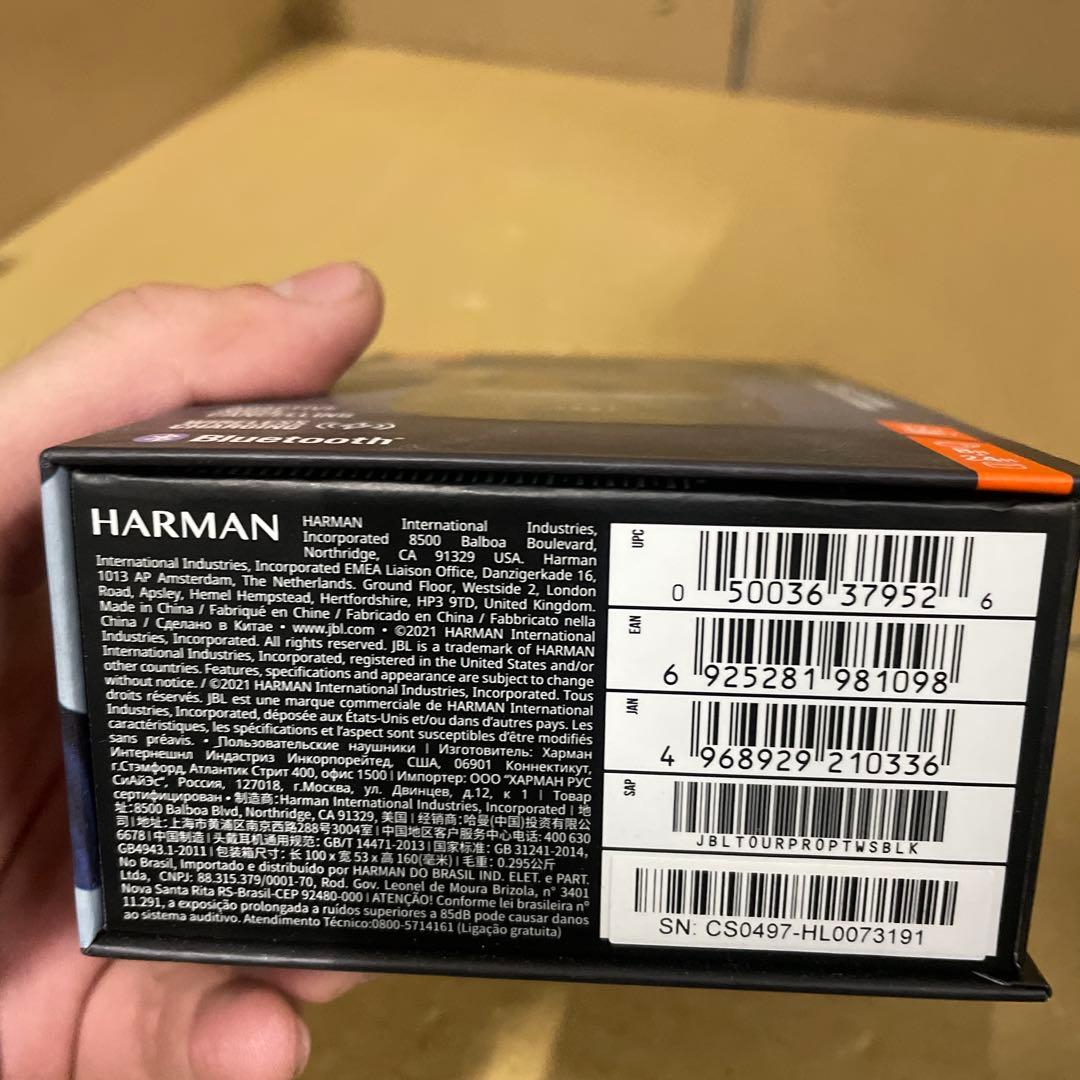 Bluetooth
HARMAN
HARMAN International Industries,
Incorporated 8500 Balboa Boulevard,
Northridge, CA 91329 USA. Harman
International Industries, Incorporated EMEA Liaison Office, Danzigerkade 16,
1013 AP Amsterdam, The Netherlands. Ground Floor, Westside 2, London
Road, Apsley, Hemel Hempstead, Hertfordshire, HP3 9TD, United Kingdom.
Made in China / Fabriqué en Chine / Fabricado en China / Fabbricato nella
China / Сделано в Китае • www.jbl.com • ©2021 HARMAN International
Industries, Incorporated. All rights reserved. JBL is a trademark of HARMAN
International Industries, Incorporated, registered in the United States and/or
other countries. Features, specifications and appearance are subject to change
without notice. / ©2021 HARMAN International Industries, Incorporated. Tous
droits réservés. JBL est une marque commerciale de HARMAN International
Industries, Incorporated, déposée aux États-Unis et/ou dans d'autres pays. Les
caractéristiques, les spécifications et l'aspect sont susceptibles d'être modifiés
sans préavis. • Пользовательские наушники | Изготовитель: Харман
Интернешнл Индастриз Инкорпорейтед, США, 06901 Коннектикут,
г.Стэмфорд, Атлантик Стрит 400, офис 1500 | Импортер: ООО "ХАРМАН РУС
СиАйЭс", Россия, 127018, г.Москва, ул. Двинцев, д.12, к 1 | Товар
сертифицирован • 制造商:Harman International Industries, Incorporated | 地
址:8500 Balboa Blvd, Northridge, CA 91329, 美国 | 经销商: 哈曼(中国)投资有限公
司 | 地址: 上海市黄浦区南京西路288号3004室 | 中国地区客户服务中心电话: 400 630
6678 | 中国制造 | 头戴耳机通用规范: GB/T 14471-2013 | 国家标准: GB 31241-2014,
GB4943.1-2011 | 包装箱尺寸: 长 100 x 宽 53 x 高 160(毫米) | 毛重: 0.295公斤
No Brasil, Importado e distribuído por HARMAN DO BRASIL IND. ELET. e PART.
Ltda, CNPJ: 88.315.379/0001-70, Rod. Gov. Leonel de Moura Brizola, n° 3401
Nova Santa Rita RS-Brasil-CEP 92480-000 | ATENÇÃO! Conforme lei brasileira n°
11.291, a exposição prolongada a ruídos superiores a 85dB pode causar danos
ao sistema auditivo. Atendimento Técnico:0800-5714161 (Ligação gratuita)
UPC
0 50036 37952 6
EAN
6 925281 981098
JAN
4 968929 210336
SAP
JBLTOURPROPTWSBLK
SN: CS0497-HL0073191